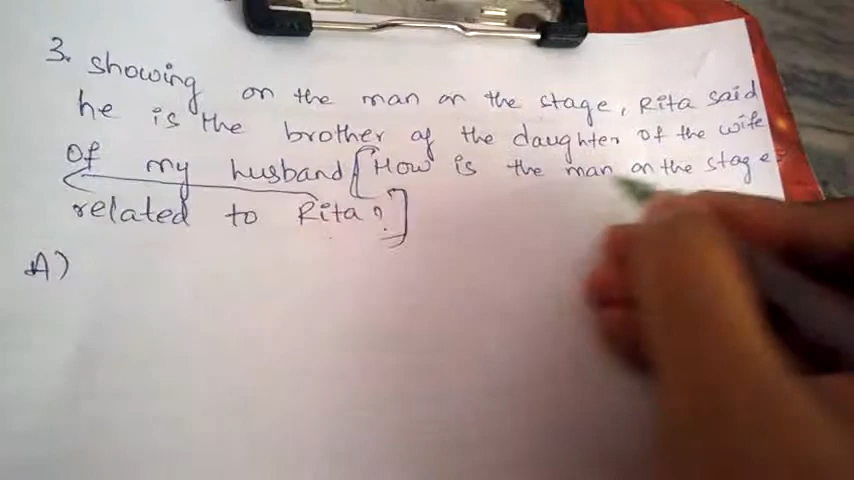 3. showing on the man on the stage, Rita said
he is the brother of the daughter of the wife
of my husband [How is the man on the stage
related to Rita?]
A)